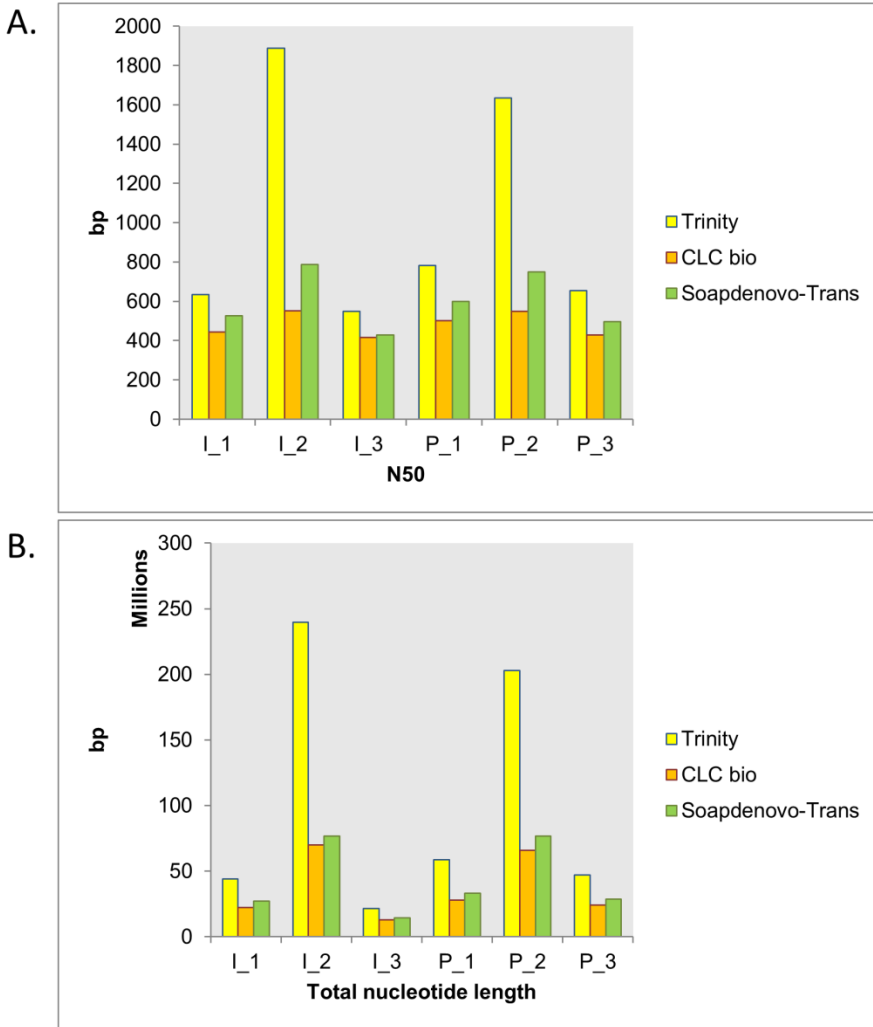 A.
2000
1800
1600
1400
1200
1000
800
600
400
200
0
bp
I_1 I_2 I_3 P_1 P_2 P_3
N50
Trinity
CLC bio
Soapdenovo-Trans
B.
300
250
200
150
100
50
0
Millions
bp
I_1 I_2 I_3 P_1 P_2 P_3
Total nucleotide length
Trinity
CLC bio
Soapdenovo-Trans